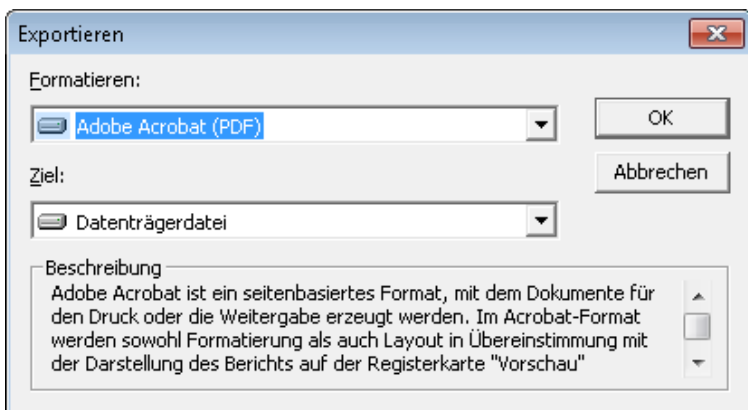 Exportieren
Formatieren:
Adobe Acrobat (PDF)
OK
Abbrechen
Ziel:
Datenträgerdatei
Beschreibung
Adobe Acrobat ist ein seitenbasiertes Format, mit dem Dokumente für
den Druck oder die Weitergabe erzeugt werden. Im Acrobat-Format
werden sowohl Formatierung als auch Layout in Übereinstimmung mit
der Darstellung des Berichts auf der Registerkarte "Vorschau"